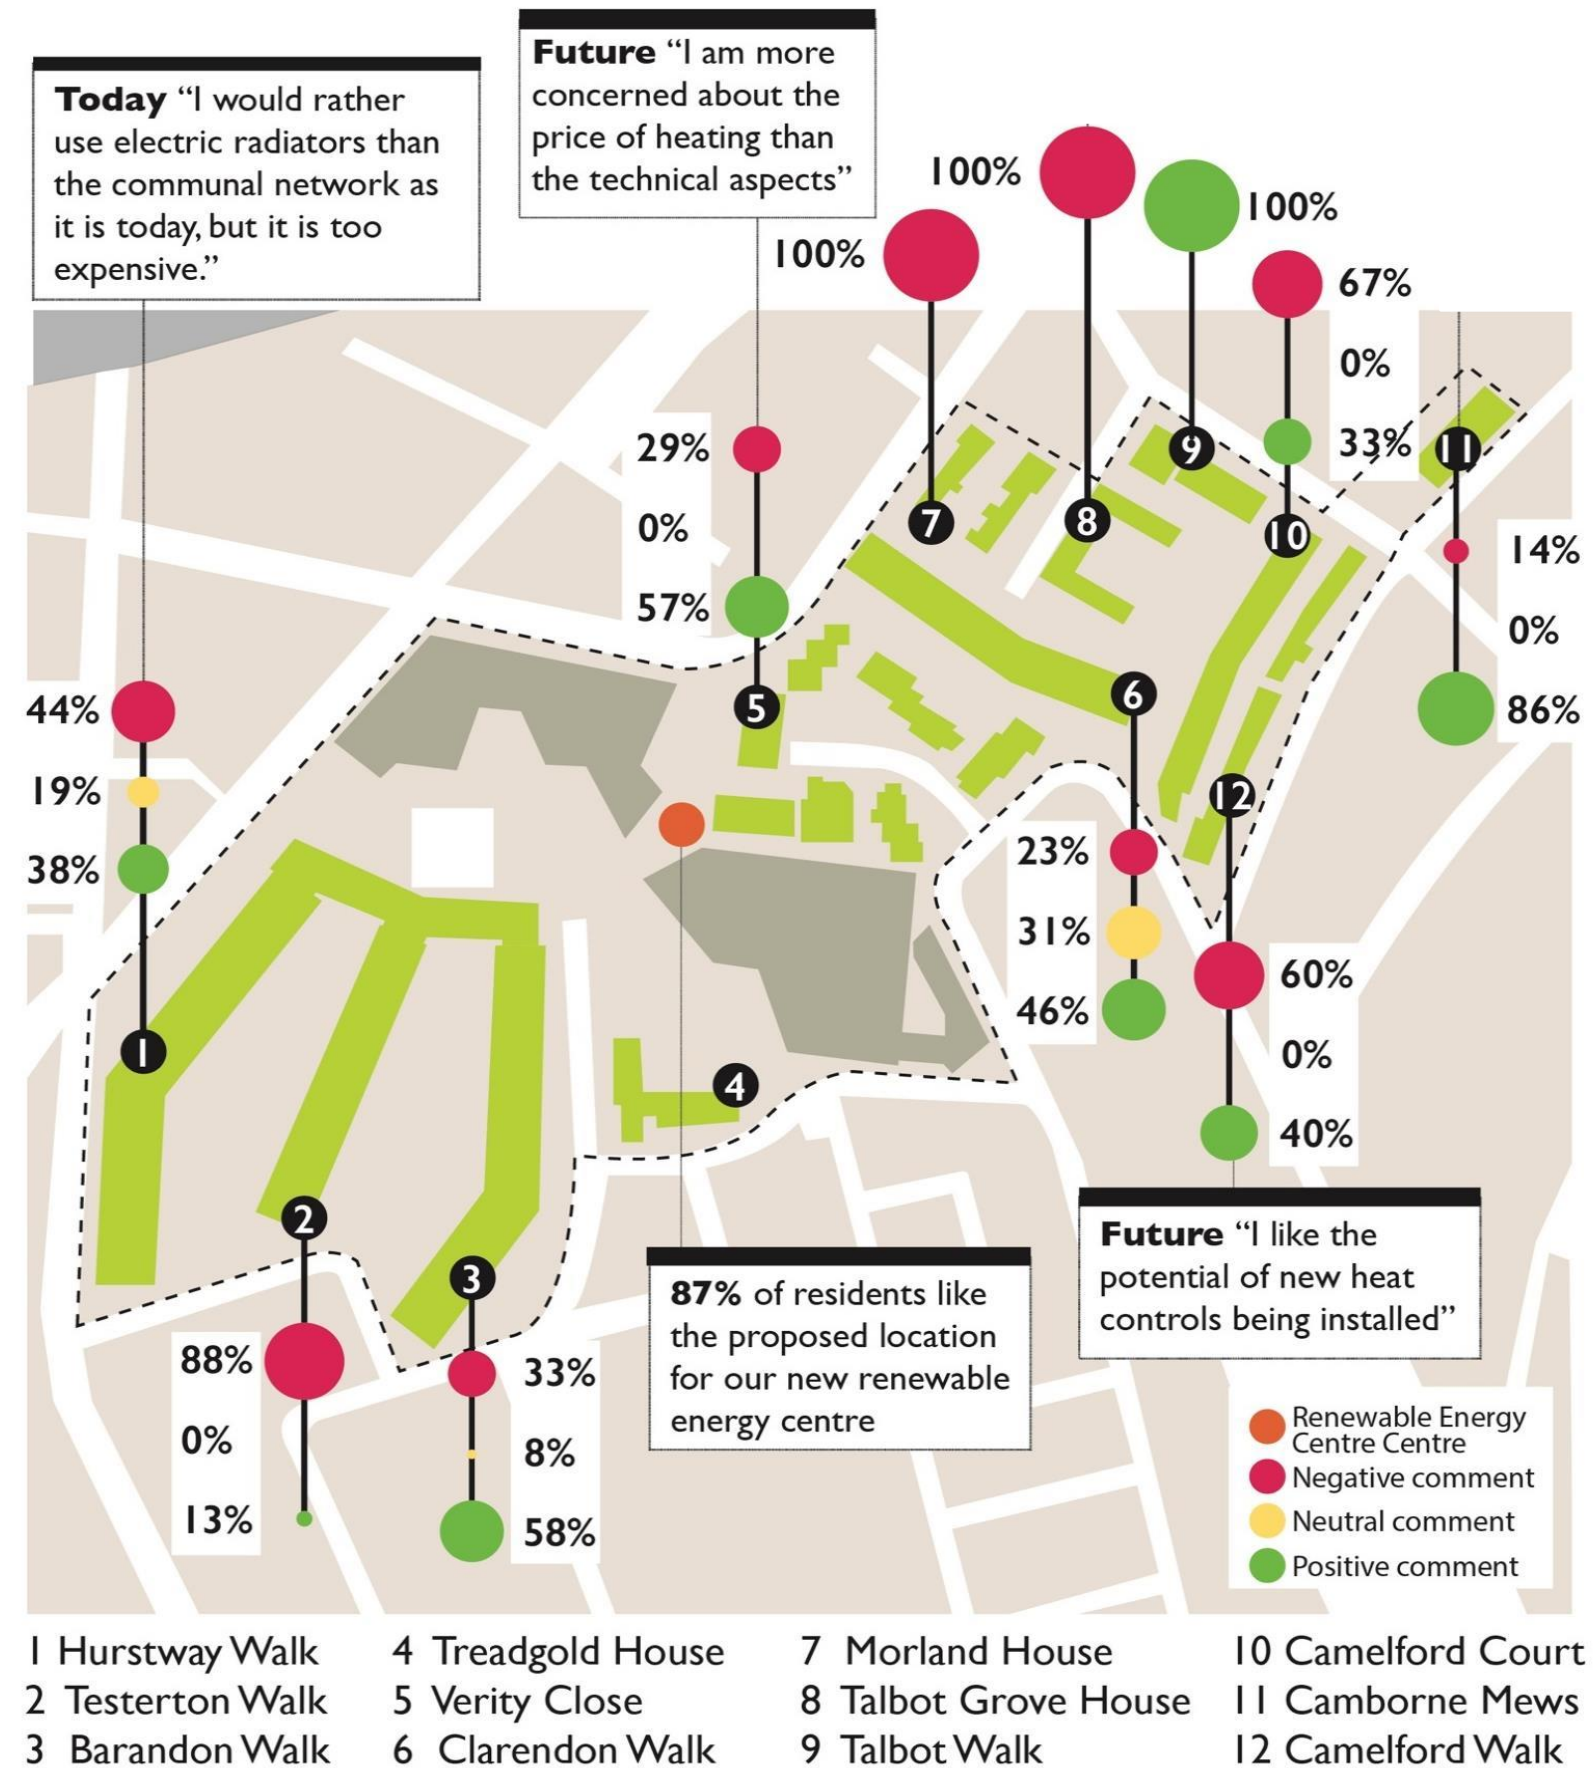 Today “I would rather
use electric radiators than
the communal network as
it is today, but it is too
expensive.”
Future “I am more
concerned about the
price of heating than
the technical aspects”
100%
100%
100%
67%
0%
33%
29%
0%
57%
14%
0%
86%
44%
19%
38%
23%
31%
46%
60%
0%
40%
88%
0%
13%
33%
8%
58%
1
2
3
4
5
6
7
8
9
10
11
12
87% of residents like
the proposed location
for our new renewable
energy centre
Future “I like the
potential of new heat
controls being installed”
Renewable Energy
Centre Centre
Negative comment
Neutral comment
Positive comment
1 Hurstway Walk
2 Testerton Walk
3 Barandon Walk
4 Treadgold House
5 Verity Close
6 Clarendon Walk
7 Morland House
8 Talbot Grove House
9 Talbot Walk
10 Camelford Court
11 Camborne Mews
12 Camelford Walk